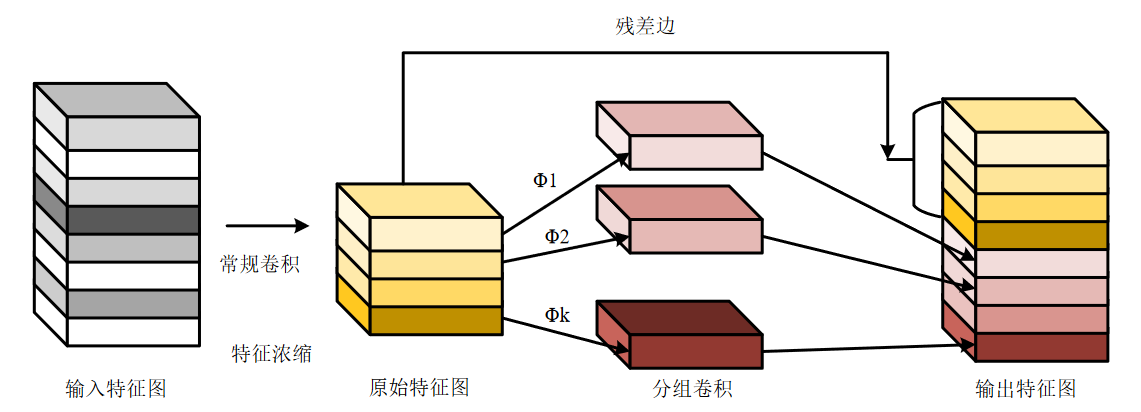 残差边
Φ1
Φ2
常规卷积
Φk
特征浓缩
输入特征图
原始特征图
分组卷积
输出特征图